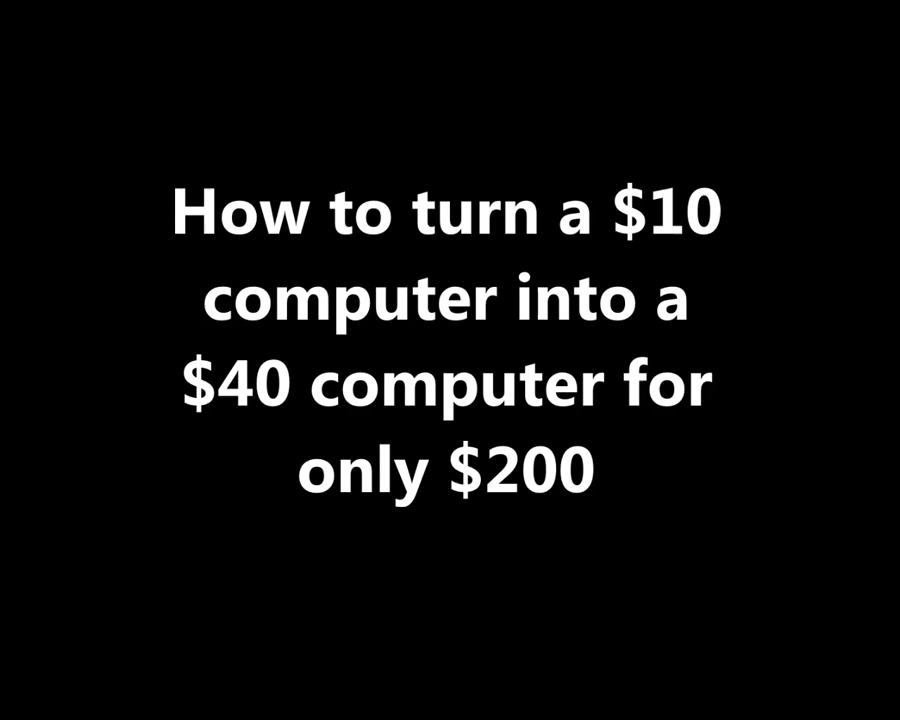 How to turn a $10
computer into a
$40 computer for
only $200